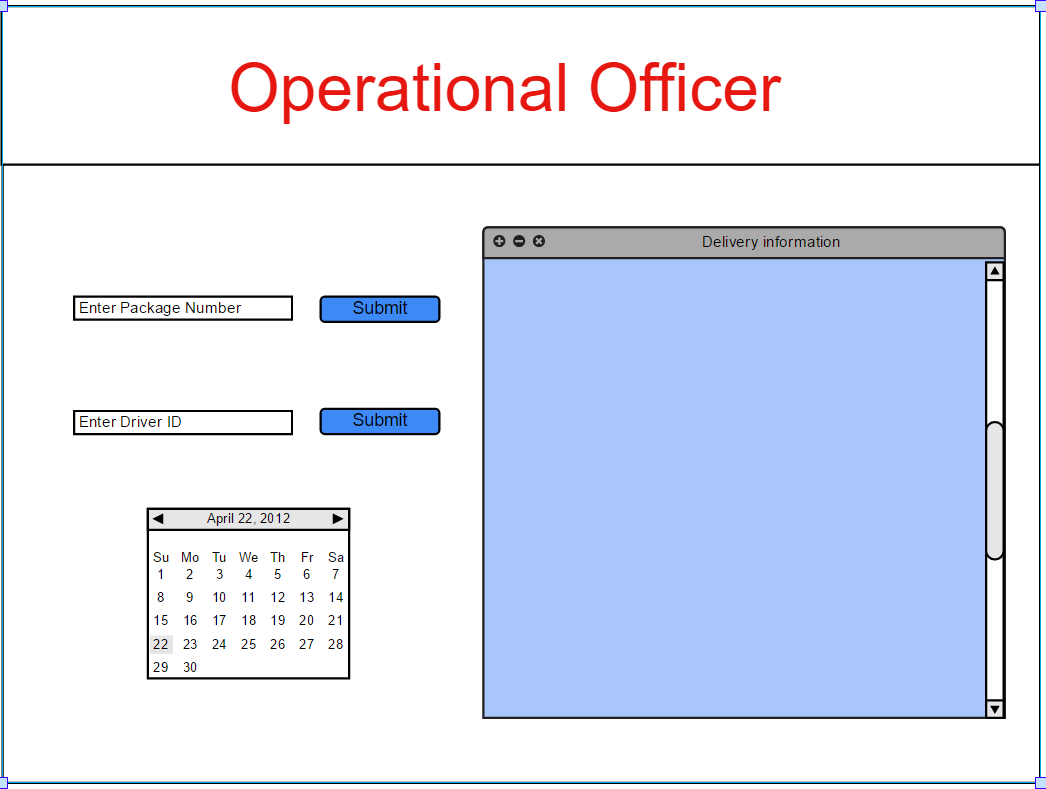 Operational Officer
Delivery information
Enter Package Number
Submit
Enter Driver ID
Submit
April 22, 2012
Su Mo Tu We Th Fr Sa
1 2 3 4 5 6 7
8 9 10 11 12 13 14
15 16 17 18 19 20 21
22 23 24 25 26 27 28
29 30